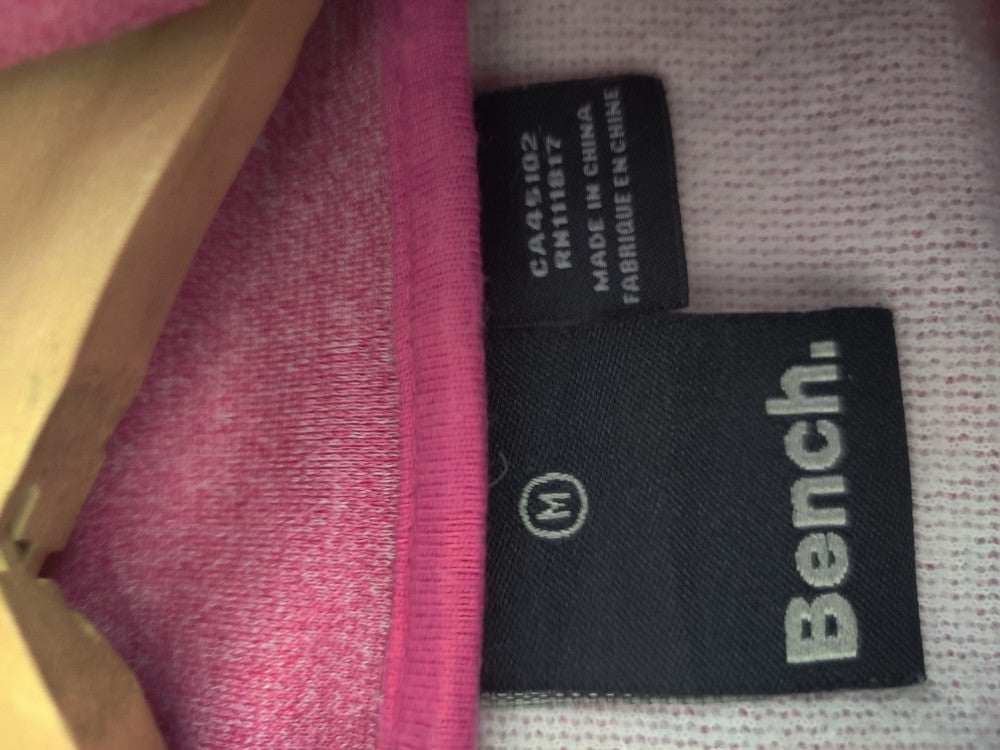 CA45102
RN111817
MADE IN CHINA
FABRIQUE EN CHINE
M
Bench.